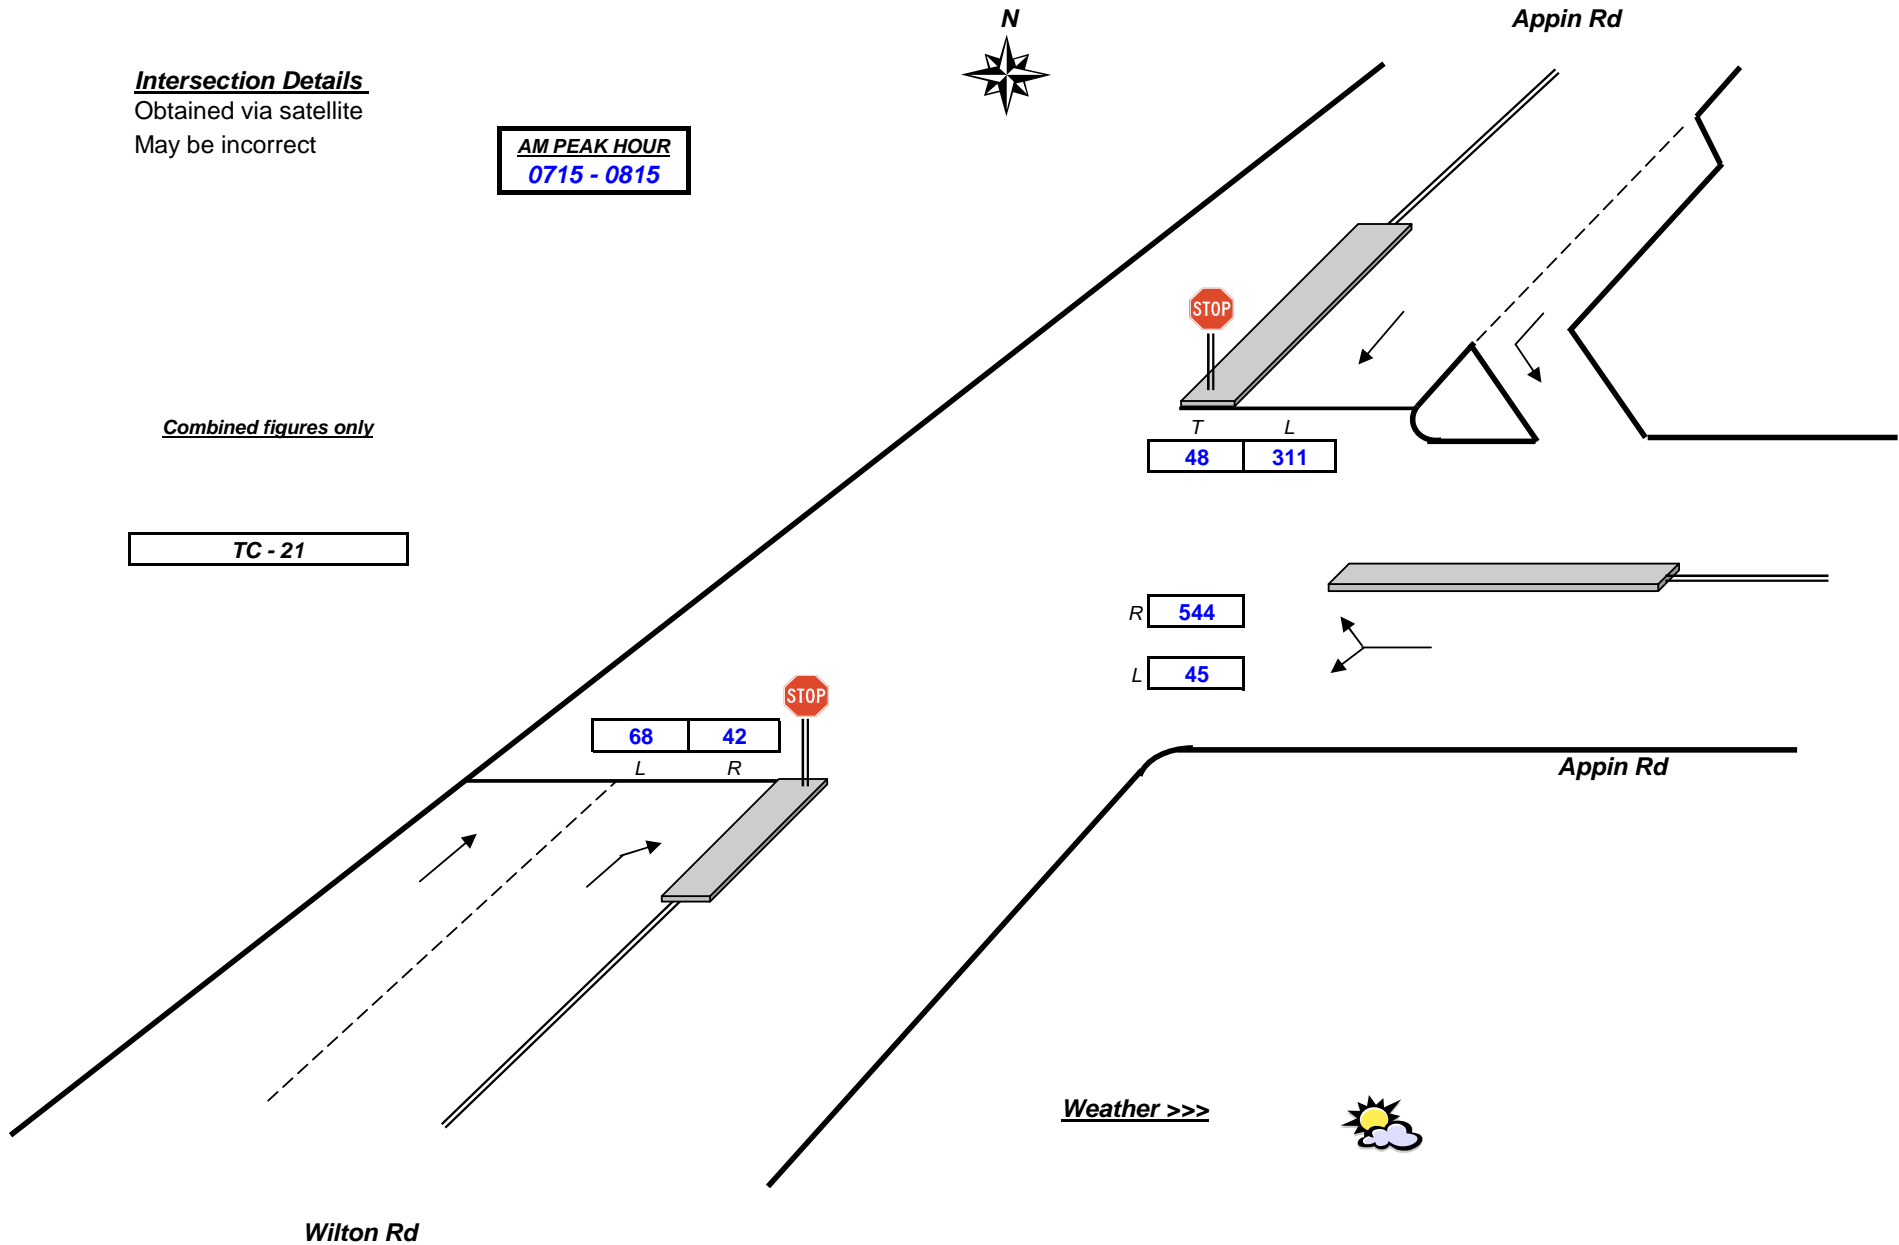 N
Appin Rd
Intersection Details
Obtained via satellite
May be incorrect
AM PEAK HOUR
0715 - 0815
STOP
Combined figures only
T L
48 311
TC - 21
R 544
L 45
STOP
68 42
L R
Appin Rd
Weather >>>
Wilton Rd